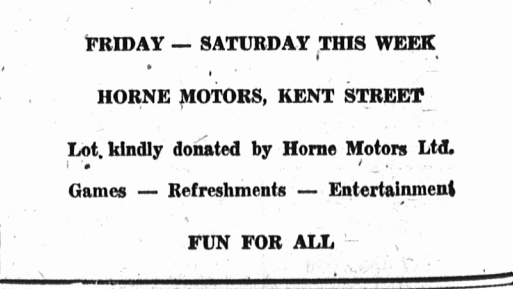 FRIDAY — SATURDAY THIS WEEK
HORNE MOTORS, KENT STREET
Lot kindly donated by Horne Motors Ltd.
Games — Refreshments — Entertainment
FUN FOR ALL